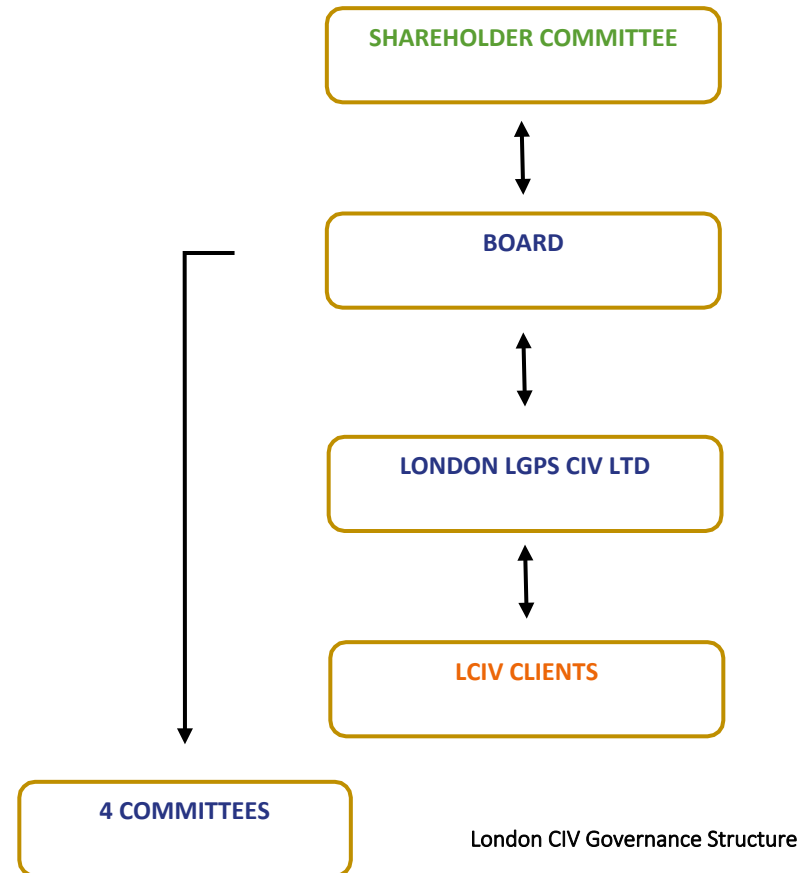 SHAREHOLDER COMMITTEE
BOARD
LONDON LGPS CIV LTD
LCIV CLIENTS
4 COMMITTEES
London CIV Governance Structure